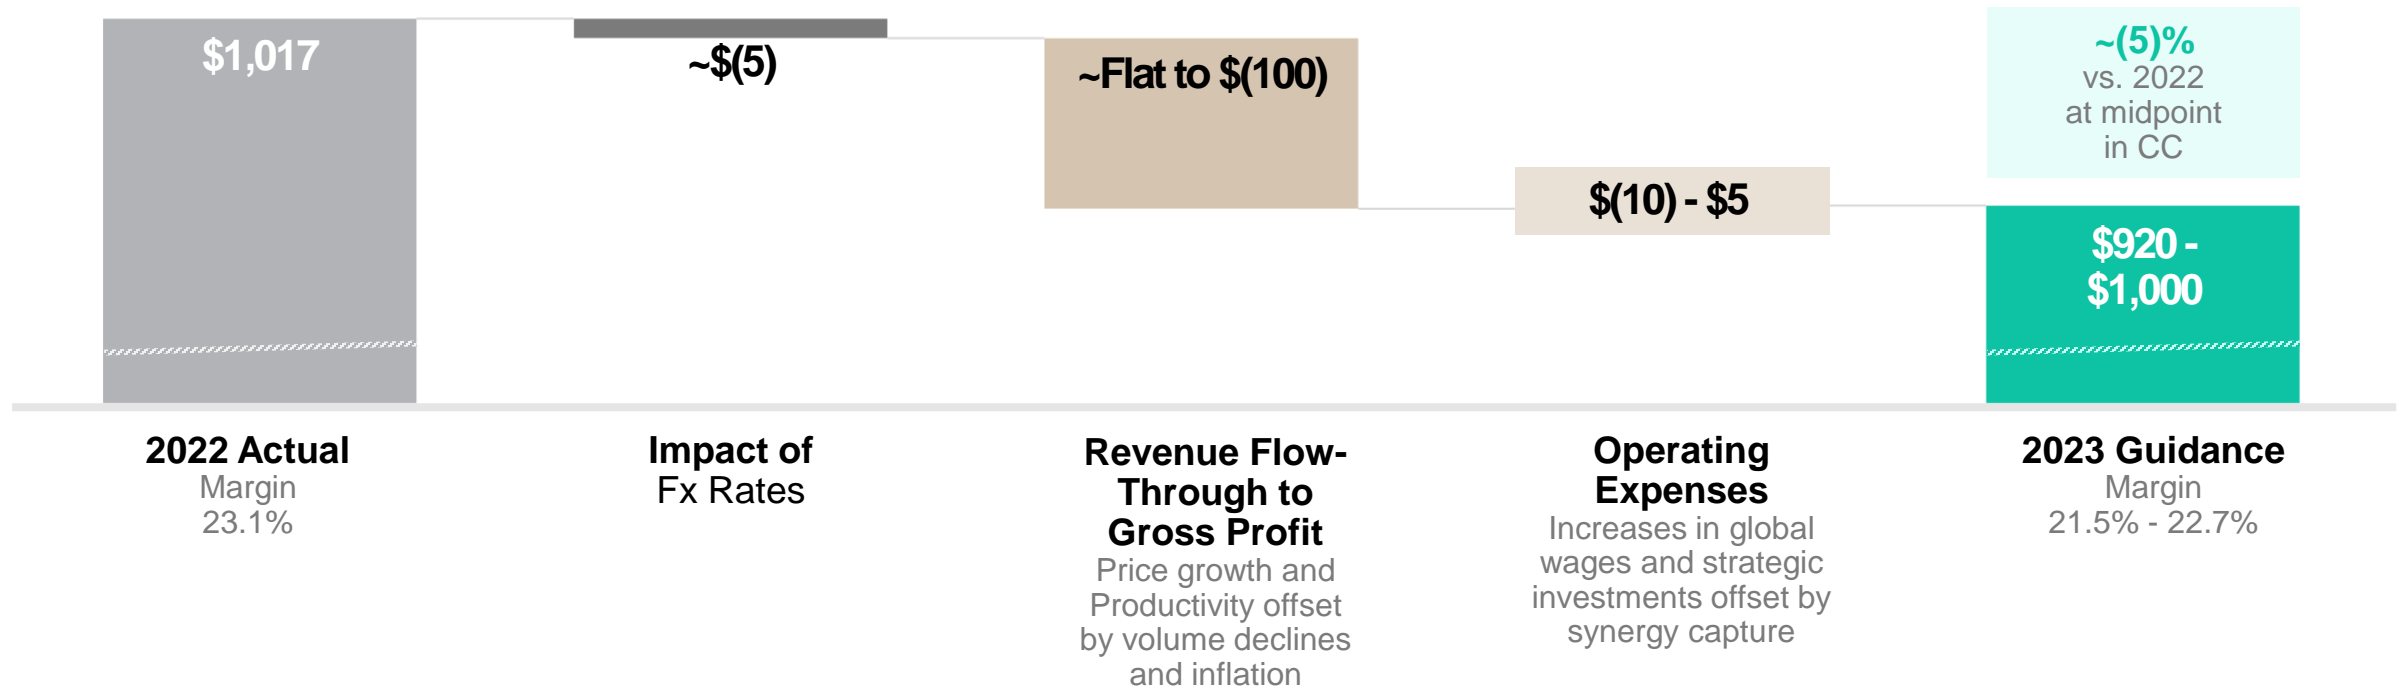 $1,017
~$(5)
~Flat to $(100)
$(10) - $5
~(5)%
vs. 2022
at midpoint
in CC
$920 -
$1,000
2022 Actual
Margin
23.1%
Impact of
Fx Rates
Revenue Flow-
Through to
Gross Profit
Price growth and
Productivity offset
by volume declines
and inflation
Operating
Expenses
Increases in global
wages and strategic
investments offset by
synergy capture
2023 Guidance
Margin
21.5% - 22.7%